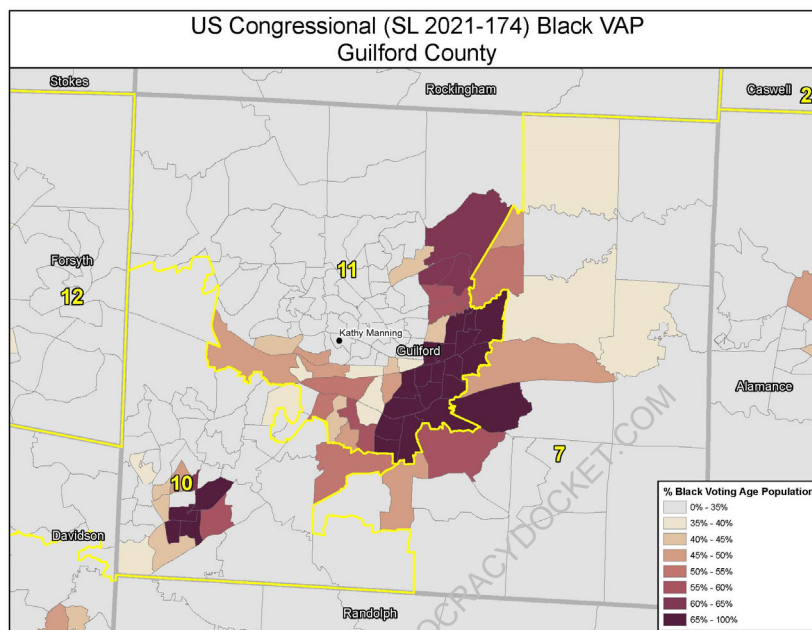 US Congressional (SL 2021-174) Black VAP
Guilford County
Stokes
Rockingham
Caswell
2
Forsyth
12
11
Kathy Manning
Guilford
Alamance
7
10
Davidson
Randolph
OCRACYDOCKET.COM
% Black Voting Age Population
0% - 35%
35% - 40%
40% - 45%
45% - 50%
50% - 55%
55% - 60%
60% - 65%
65% - 100%